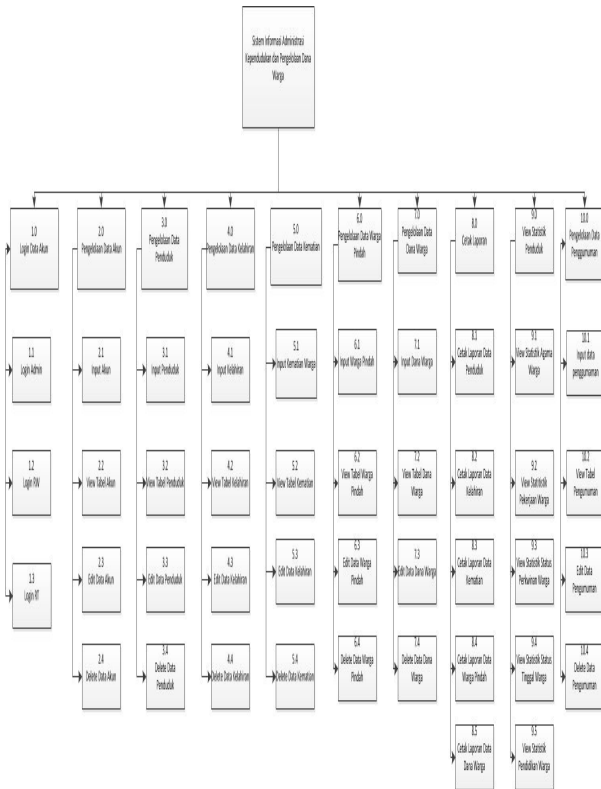 Sistem Informasi Administrasi
Kependudukan dan Pengelolaan Dana
Warga
1.0
Login Data Akun
2.0
Pengelolaan Data Akun
3.0
Pengelolaan Data
Penduduk
4.0
Pengelolaan Data Kelahiran
5.0
Pengelolaan Data Kematian
6.0
Pengelolaan Data Warga
Pindah
7.0
Pengelolaan Data
Dana Warga
8.0
Cetak Laporan
9.0
View Statistik
Penduduk
10.0
Pengelolaan Data
Penggumuman
1.1
Login Admin
2.1
Input Akun
3.1
Input Penduduk
4.1
Input Kelahiran
5.1
Input Kematian Warga
6.1
Input Warga Pindah
7.1
Input Dana Warga
8.1
Cetak Laporan Data
Penduduk
9.1
View Statistik Agama
Warga
10.1
Input data
penggumuman
1.2
Login RW
2.2
View Tabel Akun
3.2
View Tabel Penduduk
4.2
View Tabel Kelahiran
5.2
View Tabel Kematian
6.2
View Tabel Warga
Pindah
7.2
View Tabel Dana
Warga
8.2
Cetak Laporan Data
Kelahiran
9.2
View Statistik
Pekerjaan Warga
10.2
View Tabel
Pengumuman
1.3
Login RT
2.3
Edit Data Akun
3.3
Edit Data Penduduk
4.3
Edit Data Kelahiran
5.3
Edit Data Kelahiran
6.3
Edit Data Warga
Pindah
7.3
Edit Data Dana Warga
8.3
Cetak Laporan Data
Kematian
9.3
View Statistik Status
Perkwinan Warga
10.3
Edit Data
Pengumuman
2.4
Delete Data Akun
3.4
Delete Data
Penduduk
4.4
Delete Data Kelahiran
5.4
Delete Data Kematian
6.4
Delete Data Warga
Pindah
7.4
Delete Data Dana
Warga
8.4
Cetak Laporan Data
Warga Pindah
9.4
View Statistik Status
Tinggal Warga
10.4
Delete Data
Pengumuman
8.5
Cetak Laporan Data
Dana Warga
9.5
View Statistik
Pendidikan Warga